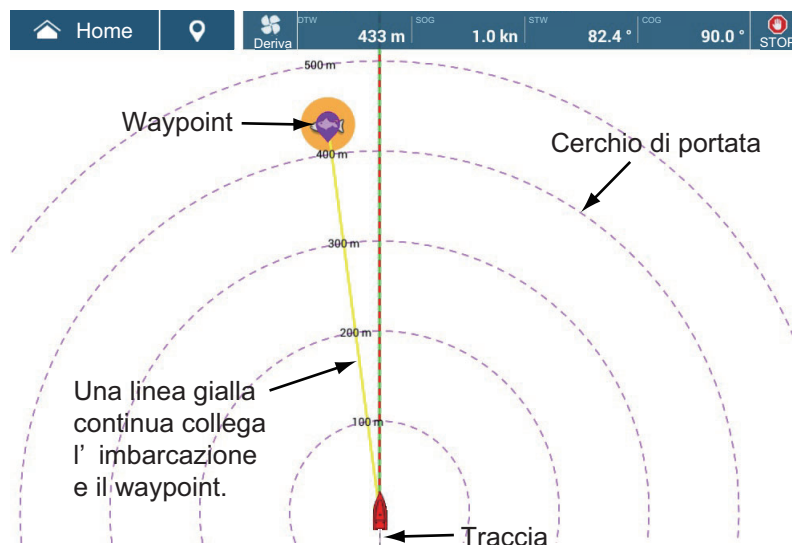 Home
Deriva
DTW 433 m
SOG 1.0 kn
STW 82.4 °
COG 90.0 °
STOP
500 m
Waypoint
Cerchio di portata
400 m
300 m
200 m
Una linea gialla
continua collega
l' imbarcazione
e il waypoint.
100 m
Traccia